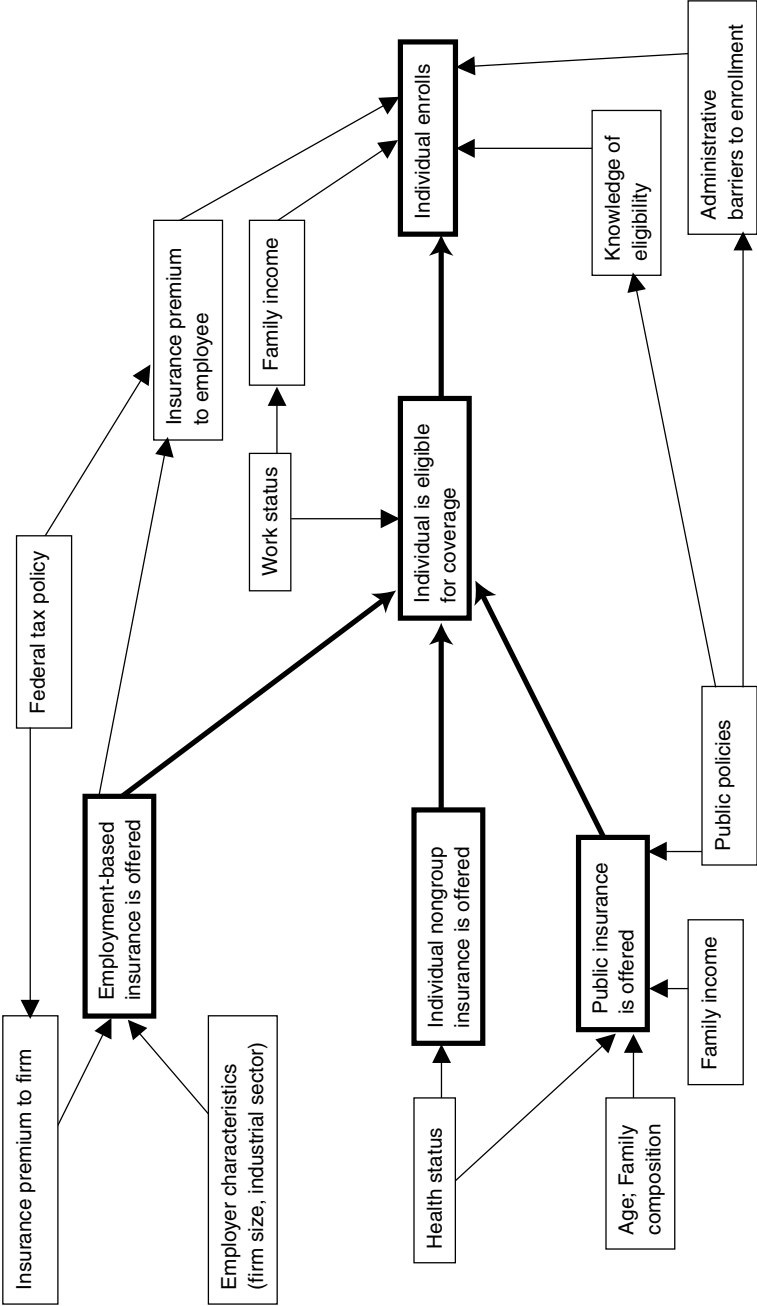 Insurance premium to firm
Federal tax policy
Employment-based
insurance is offered
Insurance premium
to employee
Employer characteristics
(firm size, industrial sector)
Work status
Family income
Health status
Individual nongroup
insurance is offered
Individual is eligible
for coverage
Individual enrolls
Age; Family
composition
Public insurance
is offered
Knowledge of
eligibility
Family income
Public policies
Administrative
barriers to enrollment